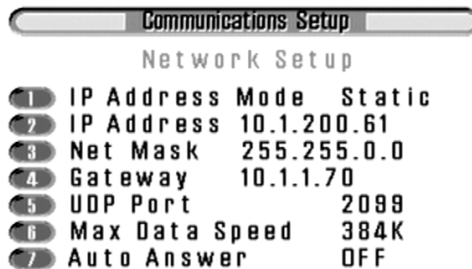 Communications Setup
Network Setup
1 IP Address Mode Static
2 IP Address 10.1.200.61
3 Net Mask 255.255.0.0
4 Gateway 10.1.1.70
5 UDP Port 2099
6 Max Data Speed 384K
7 Auto Answer OFF